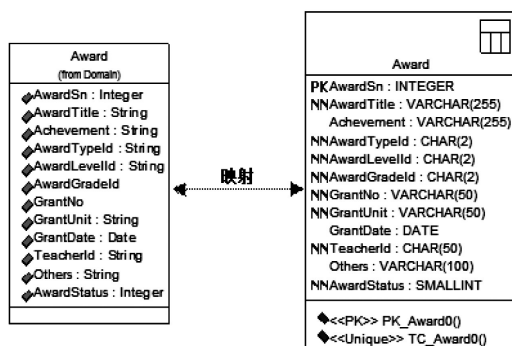 Award
(from Domain)
AwardSn : Integer
AwardTitle : String
Achevement : String
AwardTypeId : String
AwardLevelId : String
AwardGradeId
GrantNo
GrantUnit : String
GrantDate : Date
TeacherId : String
Others : String
AwardStatus : Integer
映射
Award
PK AwardSn : INTEGER
NN AwardTitle : VARCHAR(255)
Achevement : VARCHAR(255)
NN AwardTypeId : CHAR(2)
NN AwardLevelId : CHAR(2)
NN AwardGradeId : CHAR(2)
NN GrantNo : VARCHAR(50)
NN GrantUnit : VARCHAR(50)
GrantDate : DATE
NN TeacherId : CHAR(50)
Others : VARCHAR(100)
NN AwardStatus : SMALLINT
<<PK>> PK_Award0()
<<Unique>> TC_Award0()